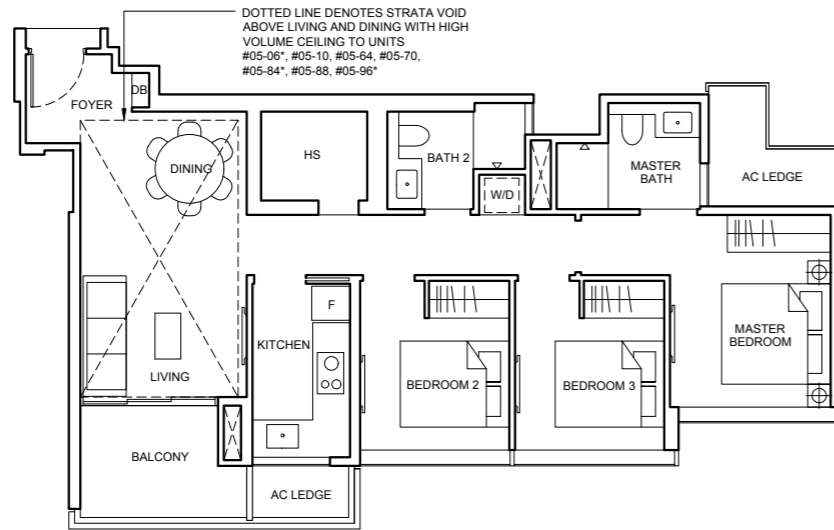 DOTTED LINE DENOTES STRATA VOID
ABOVE LIVING AND DINING WITH HIGH
VOLUME CEILING TO UNITS
#05-06*, #05-10, #05-64, #05-70,
#05-84*, #05-88, #05-96*
DB
FOYER
DINING
HS
BATH 2
W/D
MASTER
BATH
AC LEDGE
F
KITCHEN
LIVING
BEDROOM 2
BEDROOM 3
MASTER
BEDROOM
BALCONY
AC LEDGE